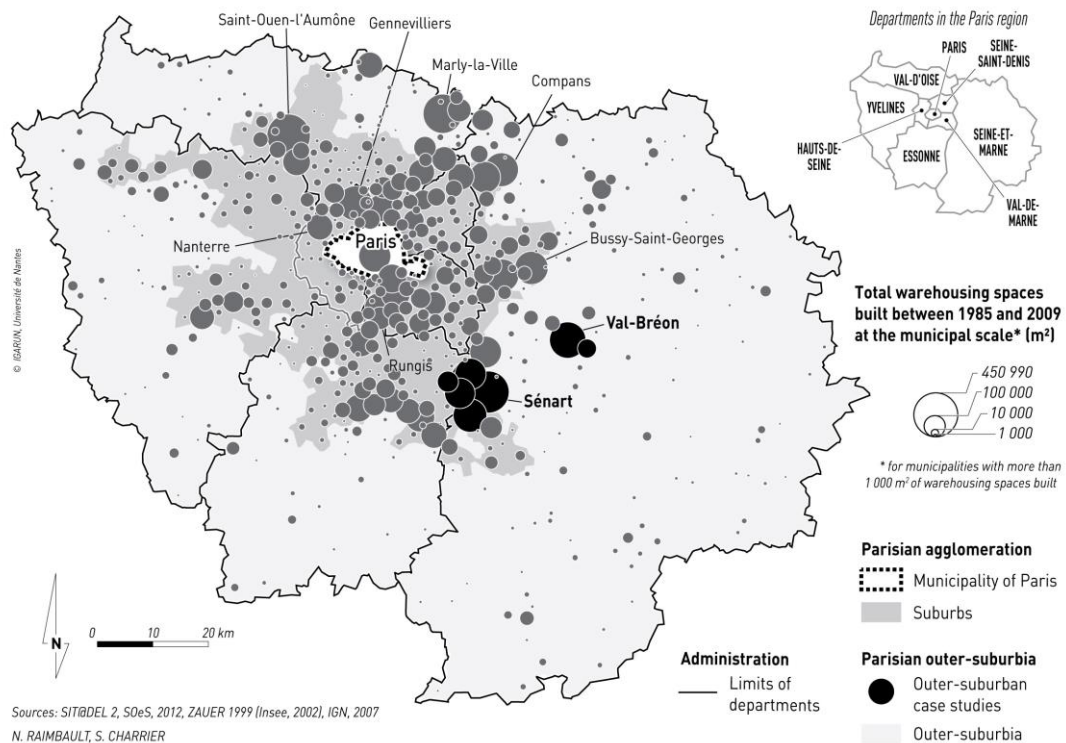 Saint-Ouen-l'Aumône
Gennevilliers
Marly-la-Ville
Compans
Nanterre
Paris
Bussy-Saint-Georges
Rungis
Val-Bréon
Sénart
© IGARUN, Université de Nantes
Departments in the Paris region
PARIS
SEINE-
SAINT-DENIS
VAL-D'OISE
YVELINES
HAUTS-DE-
SEINE
ESSONNE
SEINE-ET-
MARNE
VAL-DE-
MARNE
Total warehousing spaces
built between 1985 and 2009
at the municipal scale* (m²)
450 990
100 000
10 000
1 000
* for municipalities with more than
1 000 m² of warehousing spaces built
Parisian agglomeration
Municipality of Paris
Suburbs
Administration
Limits of
departments
Parisian outer-suburbia
Outer-suburban
case studies
Outer-suburbia
N
0 10 20 km
Sources: SIT@DEL 2, SOeS, 2012, ZAUER 1999 (Insee, 2002), IGN, 2007
N. RAIMBAULT, S. CHARRIER